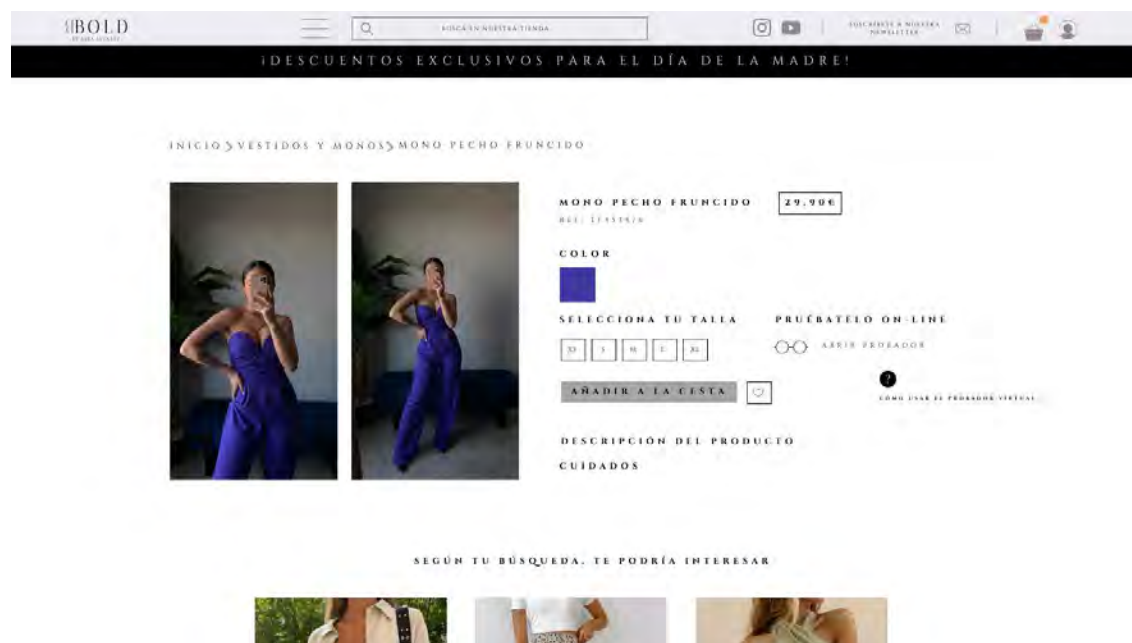 BOLD
BUSCA EN NUESTRA TIENDA
SUSCRÍBETE A NUESTRA
NEWSLETTER
¡DESCUENTOS EXCLUSIVOS PARA EL DÍA DE LA MADRE!
INICIO > VESTIDOS Y MONOS > MONO PECHO FRUNCIDO
MONO PECHO FRUNCIDO
29,90€
REF:
COLOR
SELECCIONA TU TALLA
PRUÉBATELO ON-LINE
XS S M L XL
ABRIR PROBADOR
AÑADIR A LA CESTA
?
CÓMO USAR EL PROBADOR VIRTUAL
DESCRIPCIÓN DEL PRODUCTO
CUIDADOS
SEGÚN TU BÚSQUEDA, TE PODRÍA INTERESAR